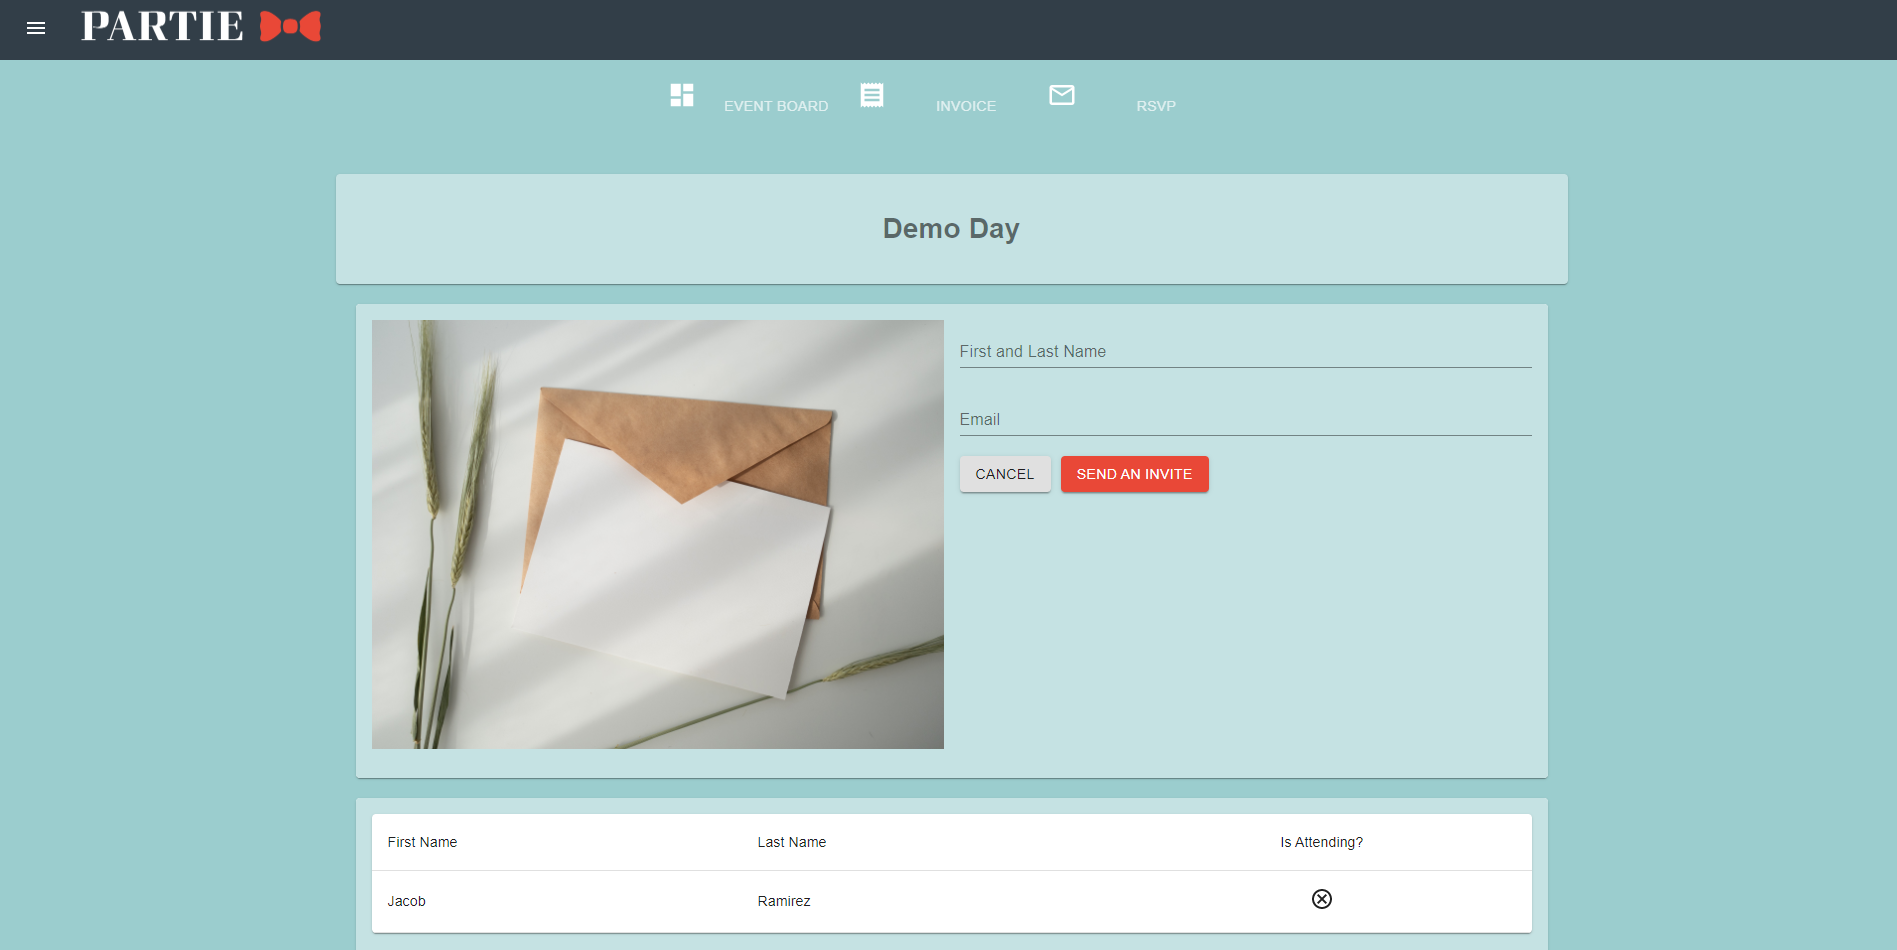 PARTIE
EVENT BOARD
INVOICE
RSVP
Demo Day
First and Last Name
Email
CANCEL
SEND AN INVITE
First Name Last Name Is Attending?
Jacob Ramirez